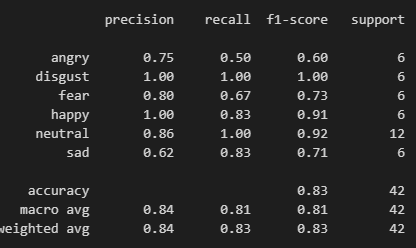 precision recall f1-score support
angry 0.75 0.50 0.60 6
disgust 1.00 1.00 1.00 6
fear 0.80 0.67 0.73 6
happy 1.00 0.83 0.91 6
neutral 0.86 1.00 0.92 12
sad 0.62 0.83 0.71 6
accuracy 0.83 42
macro avg 0.84 0.81 0.81 42
weighted avg 0.84 0.83 0.83 42